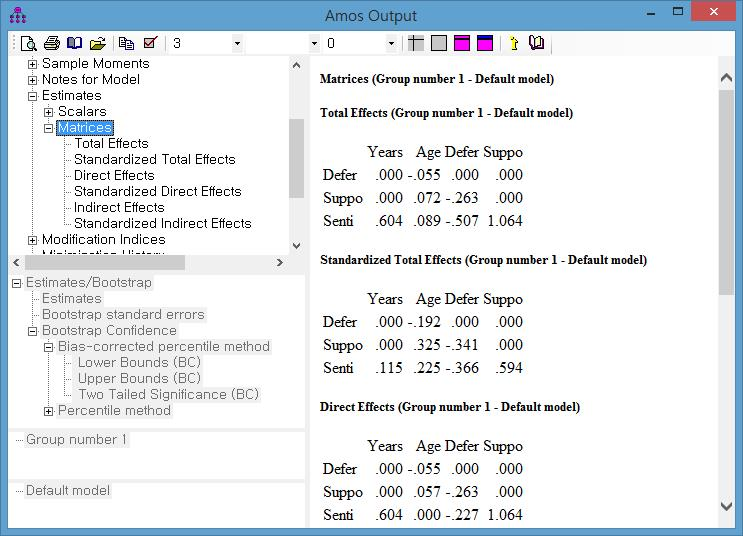 Amos Output
3
0
Sample Moments
Notes for Model
Estimates
Scalars
Matrices
Total Effects
Standardized Total Effects
Direct Effects
Standardized Direct Effects
Indirect Effects
Standardized Indirect Effects
Modification Indices
Minimization History
Estimates/Bootstrap
Estimates
Bootstrap standard errors
Bootstrap Confidence
Bias-corrected percentile method
Lower Bounds (BC)
Upper Bounds (BC)
Two Tailed Significance (BC)
Percentile method
Group number 1
Default model
Matrices (Group number 1 - Default model)
Total Effects (Group number 1 - Default model)
Years Age Defer Suppo
Defer .000 -.055 .000 .000
Suppo .000 .072 -.263 .000
Senti .604 .089 -.507 1.064
Standardized Total Effects (Group number 1 - Default model)
Years Age Defer Suppo
Defer .000 -.192 .000 .000
Suppo .000 .325 -.341 .000
Senti .115 .225 -.366 .594
Direct Effects (Group number 1 - Default model)
Years Age Defer Suppo
Defer .000 -.055 .000 .000
Suppo .000 .057 -.263 .000
Senti .604 .000 -.227 1.064